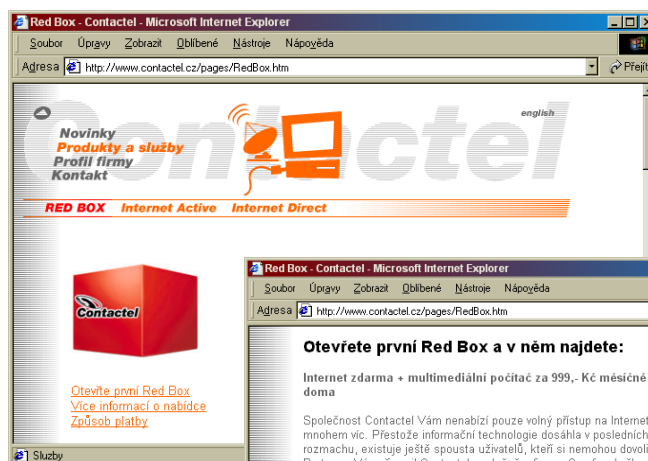 Red Box - Contactel - Microsoft Internet Explorer
Soubor Úpravy Zobrazit Oblíbené Nástroje Nápověda
Adresa http://www.contactel.cz/pages/RedBox.htm Přejít
Contactel
english
Novinky
Produkty a služby
Profil firmy
Kontakt
RED BOX Internet Active Internet Direct
Contactel
Otevřte první Red Box
Více informací o nabídce
Způsob platby
Sluzby
Red Box - Contactel - Microsoft Internet Explorer
Soubor Úpravy Zobrazit Oblíbené Nástroje Nápověda
Adresa http://www.contactel.cz/pages/RedBox.htm
Otevřete první Red Box a v něm najdete:
Internet zdarma + multimediální počítač za 999,- Kč měsíčně
doma
Společnost Contactel Vám nenabízí pouze volný přístup na Internet
mnohem víc. Přestože informační technologie dosáhla v posledních
rozmachu, existuje ještě spousta uživatelů, kteří si nemohou dovoli